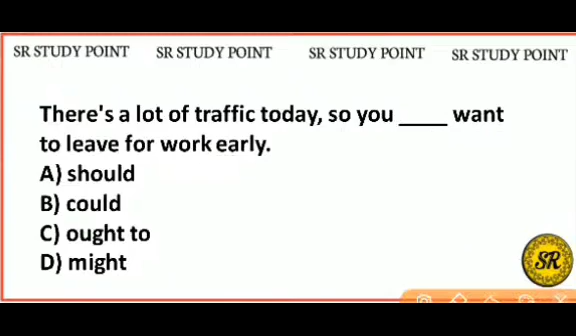 SR STUDY POINT SR STUDY POINT SR STUDY POINT SR STUDY POINT
There's a lot of traffic today, so you ____ want
to leave for work early.
A) should
B) could
C) ought to
D) might
SR